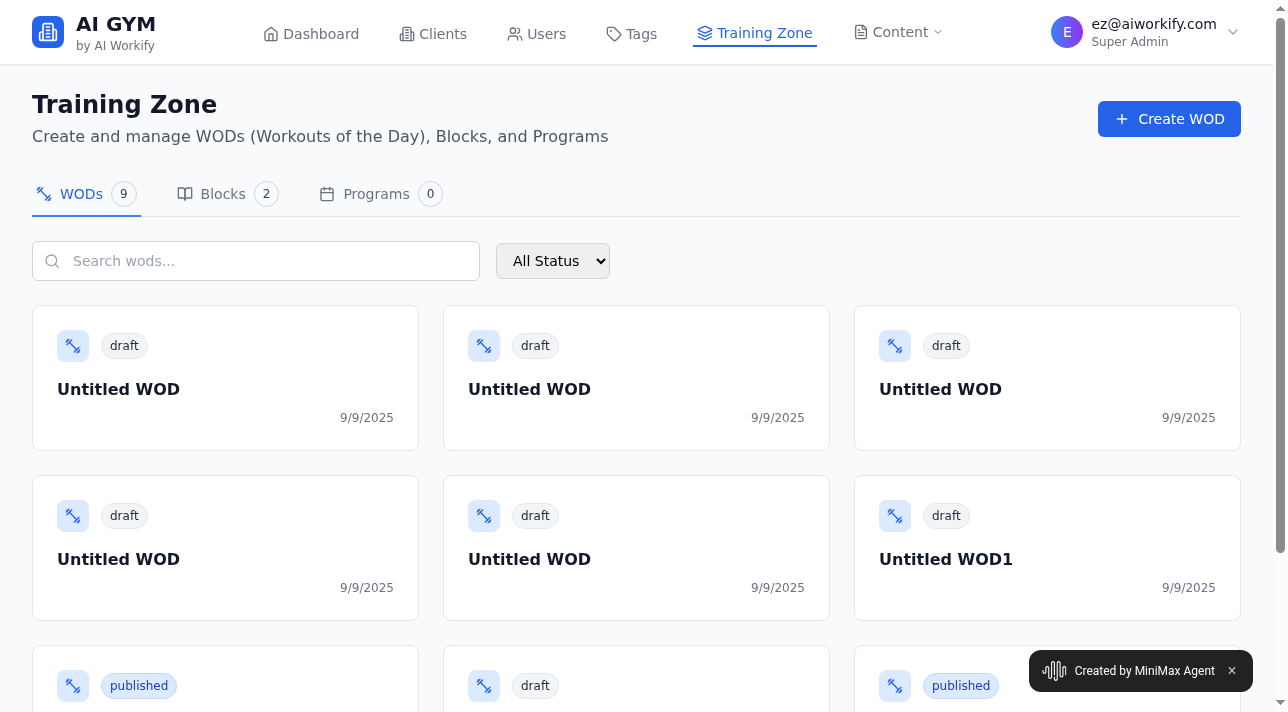 AI GYM
by AI Workify
Dashboard
Clients
Users
Tags
Training Zone
Content
E
ez@aiworkify.com
Super Admin
Training Zone
Create and manage WODs (Workouts of the Day), Blocks, and Programs
Create WOD
WODs 9
Blocks 2
Programs 0
Search wods...
All Status
draft
Untitled WOD
9/9/2025
draft
Untitled WOD
9/9/2025
draft
Untitled WOD
9/9/2025
draft
Untitled WOD
9/9/2025
draft
Untitled WOD
9/9/2025
draft
Untitled WOD1
9/9/2025
published
draft
published
Created by MiniMax Agent